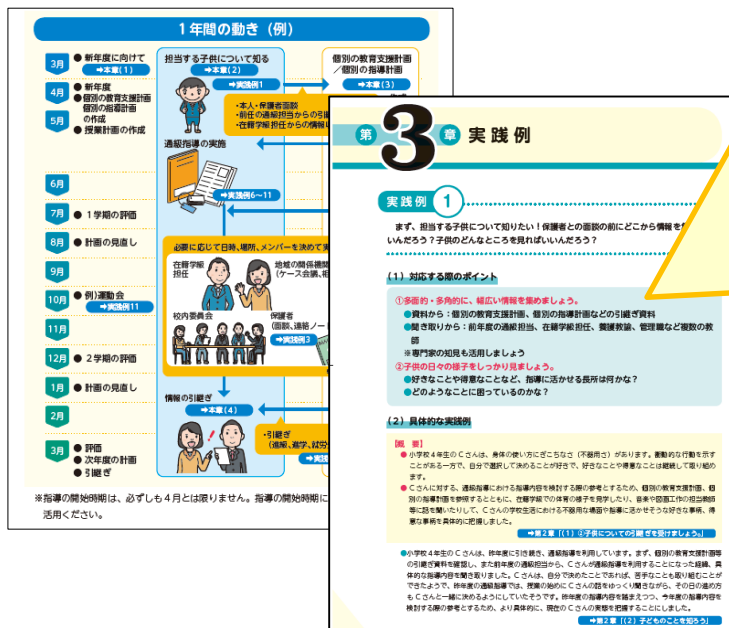 1年間の動き（例）
3月
● 新年度に向けて
➡本章(1)
4月
● 新年度
● 個別の教育支援計画
個別の指導計画
の作成
5月
● 授業計画の作成
6月
7月
● 1学期の評価
8月
● 計画の見直し
9月
10月
● 例)運動会
➡実践例11
11月
12月
● 2学期の評価
1月
● 計画の見直し
2月
3月
● 評価
● 次年度の計画
● 引継ぎ
担当する子供について知る
➡本章(2)
➡実践例1
・本人・保護者面談
・前任の通級担当からの引継
・在籍学級担任からの情報
通級指導の実施
➡実践例6～11
必要に応じて日時、場所、メンバーを決めて実
在籍学級
担任
地域の関係機関
(ケース会議、相
校内委員会
保護者
(面談、連絡ノー
➡実践例3
情報の引継ぎ
➡本章(4)
・引継ぎ
(進級、進学、就労
➡実践
個別の教育支援計画
／個別の指導計画
➡本章(3)
※指導の開始時期は、必ずしも4月とは限りません。指導の開始時期に
活用ください。
第3章 実践例
実践例 1
まず、担当する子供について知りたい！保護者との面談の前にどこから情報を
いんだろう？子供のどんなところを見ればいいんだろう？
(1) 対応する際のポイント
①多面的・多角的に、幅広い情報を集めましょう。
●資料から：個別の教育支援計画、個別の指導計画などの引継ぎ資料
●聞き取りから：前年度の通級担当、在籍学級担任、養護教諭、管理職など複数の教
師
※専門家の知見も活用しましょう
②子供の日々の様子をしっかり見ましょう。
●好きなことや得意なことなど、指導に活かせる長所は何かな？
●どのようなことに困っているのかな？
(2) 具体的な実践例
【概 要】
●小学校4年生のCさんは、身体の使い方にぎこちなさ（不器用さ）があります。衝動的な行動を示す
ことがある一方で、自分で選択して決めることが好きで、好きなことや得意なことは継続して取り組め
ます。
●Cさんに対する、通級指導における指導内容を検討する際の参考とするため、個別の教育支援計画、個
別の指導計画を参照するとともに、在籍学級での体育の様子を見学したり、音楽や図画工作の担当教師
等に話を聞いたりして、Cさんの学校生活における不器用な場面や指導に活かせそうな好きな事柄、得
意な事柄を具体的に把握しました。
➡第2章「(1) ②子供についての引継ぎを受けましょう。」
●小学校4年生のCさんは、昨年度に引き続き、通級指導を利用しています。まず、個別の教育支援計画等
の引継ぎ資料を確認し、また前年度の通級担当から、Cさんが通級指導を利用することになった経緯、具
体的な指導内容を聞き取りました。Cさんは、自分で決めたことであれば、苦手なことも取り組むことが
できたようで、昨年度の通級指導では、授業の始めにCさんの話をゆっくり聞きながら、その日の進め方
もCさんと一緒に決めるようにしていたそうです。昨年度の指導内容を踏まえつつ、今年度の指導内容を
検討する際の参考とするため、より具体的に、現在のCさんの実態を把握することにしました。
➡第2章「(2) 子どものことを知ろう」